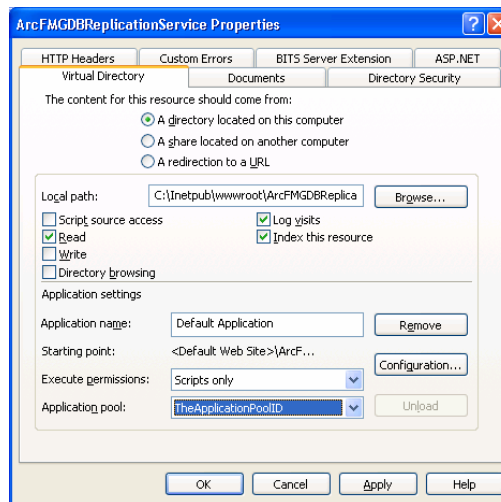 ArcFMGDBReplicationService Properties
HTTP Headers Custom Errors BITS Server Extension ASP.NET
Virtual Directory Documents Directory Security
The content for this resource should come from:
A directory located on this computer
A share located on another computer
A redirection to a URL
Local path: C:\Inetpub\wwwroot\ArcFMGDBReplica Browse...
Script source access Log visits
Read Index this resource
Write
Directory browsing
Application settings
Application name: Default Application Remove
Starting point: <Default Web Site>\ArcF...
Configuration...
Execute permissions: Scripts only
Application pool: TheApplicationPoolID Unload
OK Cancel Apply Help